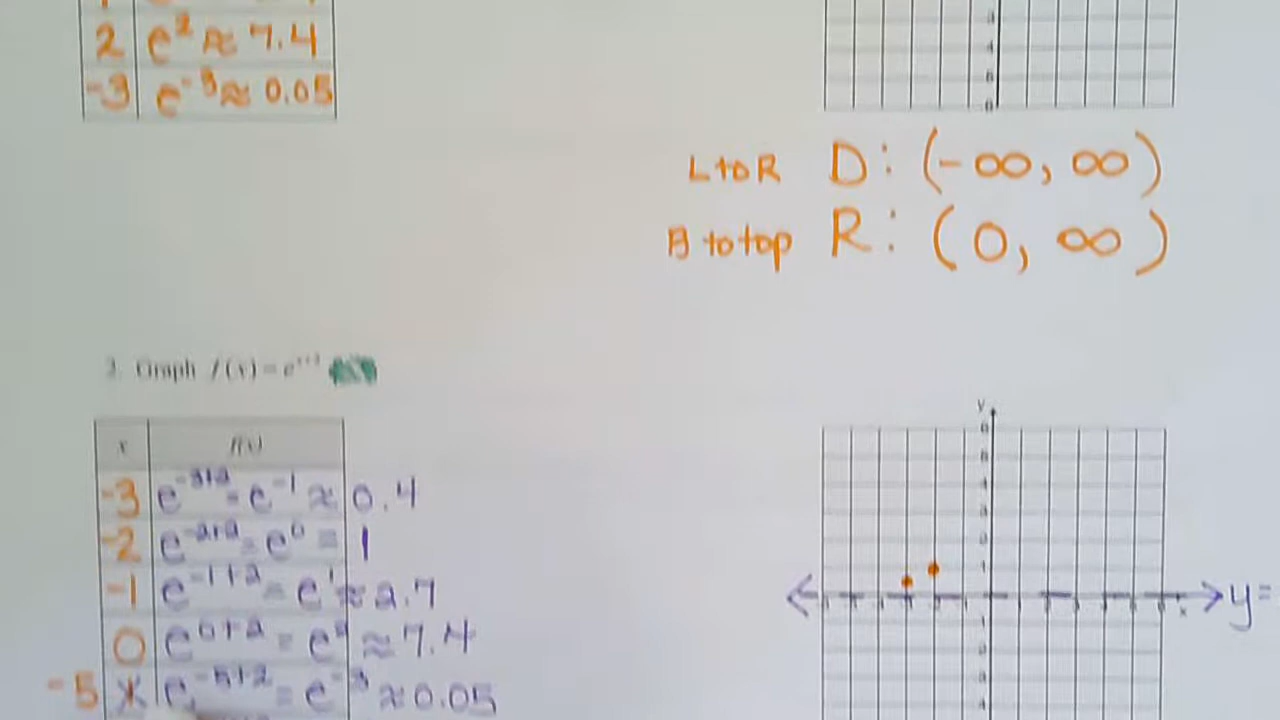 2 e² ≈ 7.4
-3 e⁻³ ≈ 0.05
L to R D: (-∞, ∞)
B to top R: (0, ∞)
Graph f(x) = eˣ⁺²
x f(x)
-3 e⁻³⁺² = e⁻¹ ≈ 0.4
-2 e⁻²⁺² = e⁰ = 1
-1 e⁻¹⁺² = e¹ ≈ 2.7
0 e⁰⁺² = e² ≈ 7.4
-5 e⁻⁵⁺² = e⁻³ ≈ 0.05
y
x
y=